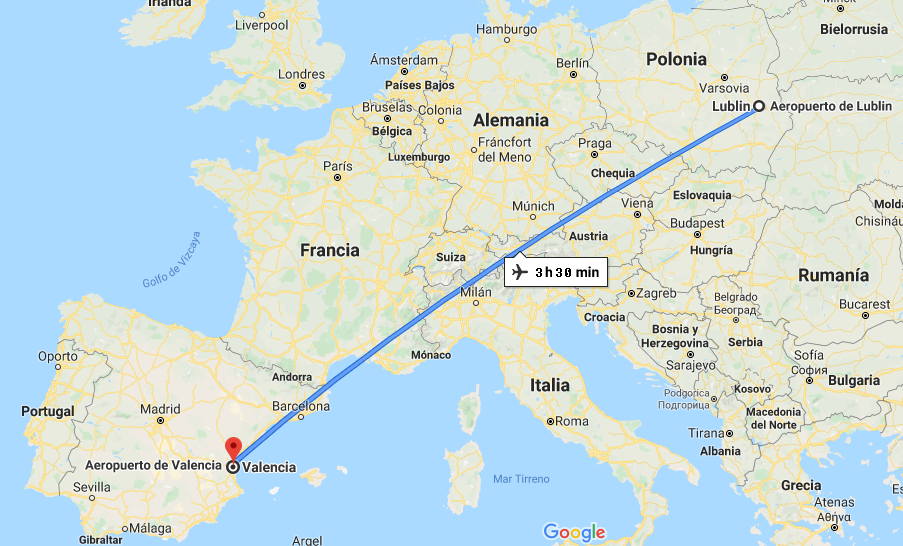 Irlanda
Liverpool
Hamburgo
Minsk
Bielorrusia
Ámsterdam
Berlín
Polonia
Londres
Países Bajos
Varsovia
Lublin
Aeropuerto de Lublin
Bruselas
Colonia
Bélgica
Alemania
Fráncfort
del Meno
Praga
Luxemburgo
Chequia
París
Eslovaquia
Múnich
Viena
Mold
Chisináu
Budapest
Austria
Hungría
Golfo de Vizcaya
Francia
Suiza
3 h 30 min
Rumanía
Milán
Zagreb
Belgrado
Београд
Bucarest
Croacia
Bosnia y
Herzegovina
Serbia
Mónaco
Sarajevo
Sofía
София
Oporto
Andorra
Italia
Kosovo
Bulgaria
Podgorica
Подгорица
Portugal
Madrid
Barcelona
Roma
Macedonia
del Norte
Tirana
Albania
Aeropuerto de Valencia
Valencia
Mar Tirreno
Sevilla
Grecia
Es
Atenas
Αθήνα
Málaga
Gibraltar
Argel
Google